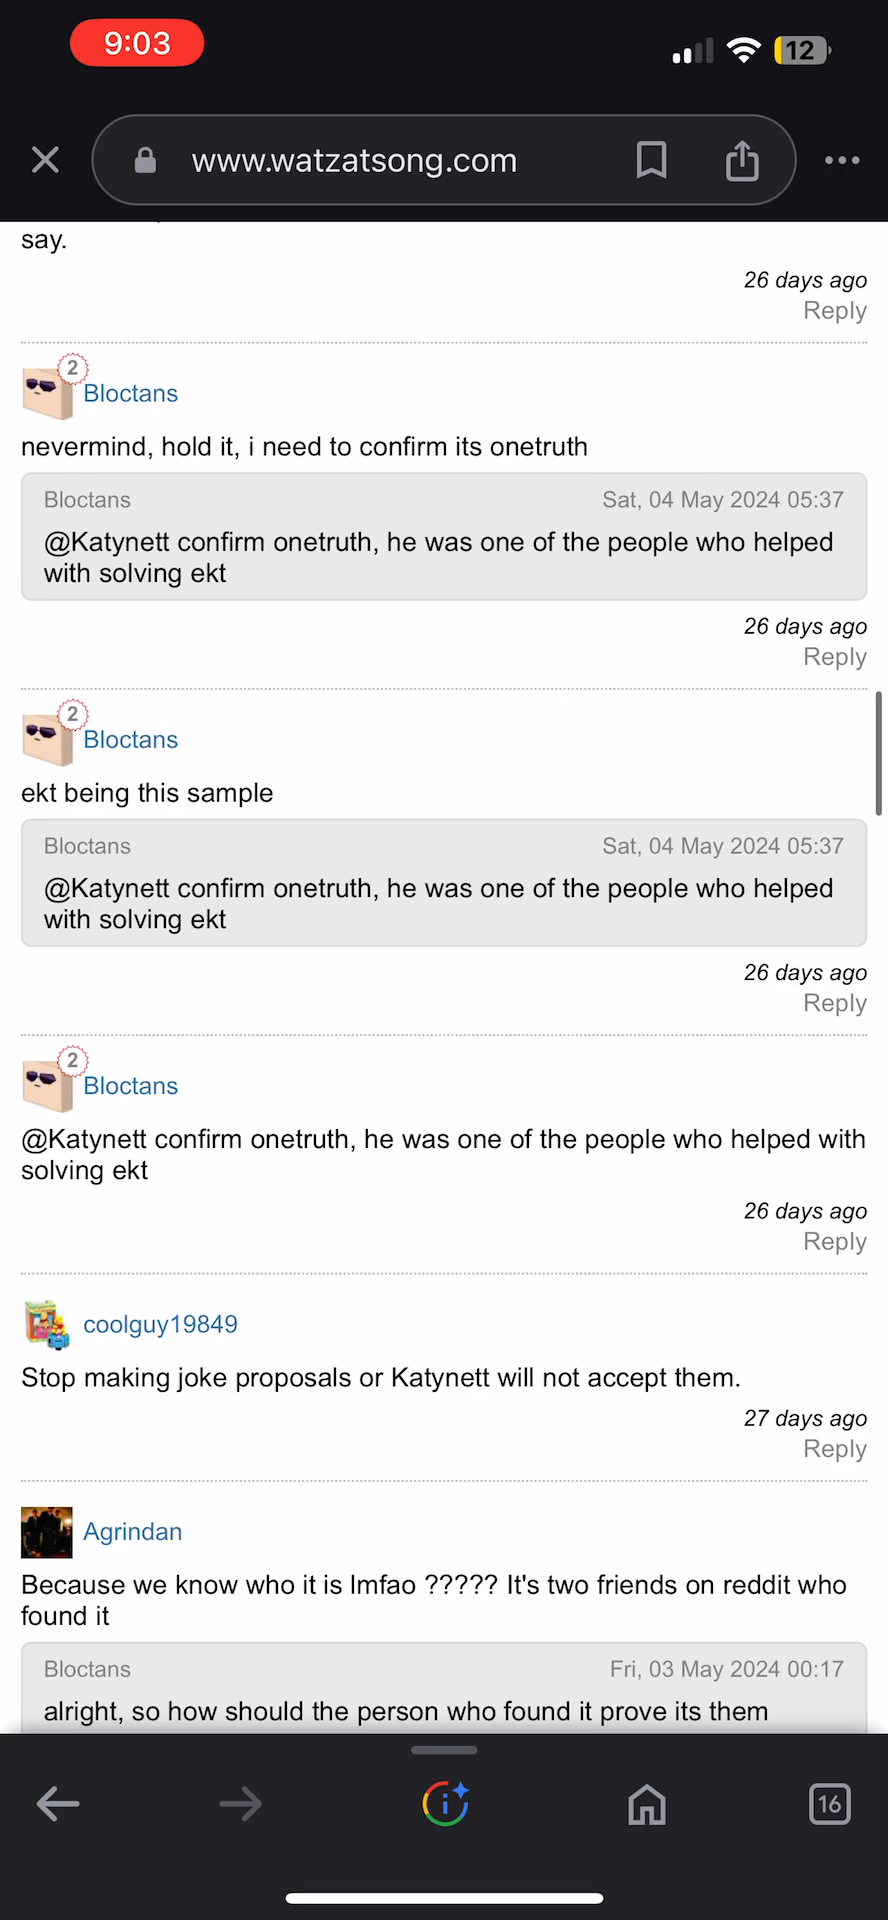 9:03
12
www.watzatsong.com
say.
26 days ago
Reply
2
Bloctans
nevermind, hold it, i need to confirm its onetruth
Bloctans Sat, 04 May 2024 05:37
@Katynett confirm onetruth, he was one of the people who helped
with solving ekt
26 days ago
Reply
2
Bloctans
ekt being this sample
Bloctans Sat, 04 May 2024 05:37
@Katynett confirm onetruth, he was one of the people who helped
with solving ekt
26 days ago
Reply
2
Bloctans
@Katynett confirm onetruth, he was one of the people who helped with
solving ekt
26 days ago
Reply
coolguy19849
Stop making joke proposals or Katynett will not accept them.
27 days ago
Reply
Agrindan
Because we know who it is lmfao ????? It's two friends on reddit who
found it
Bloctans Fri, 03 May 2024 00:17
alright, so how should the person who found it prove its them
16